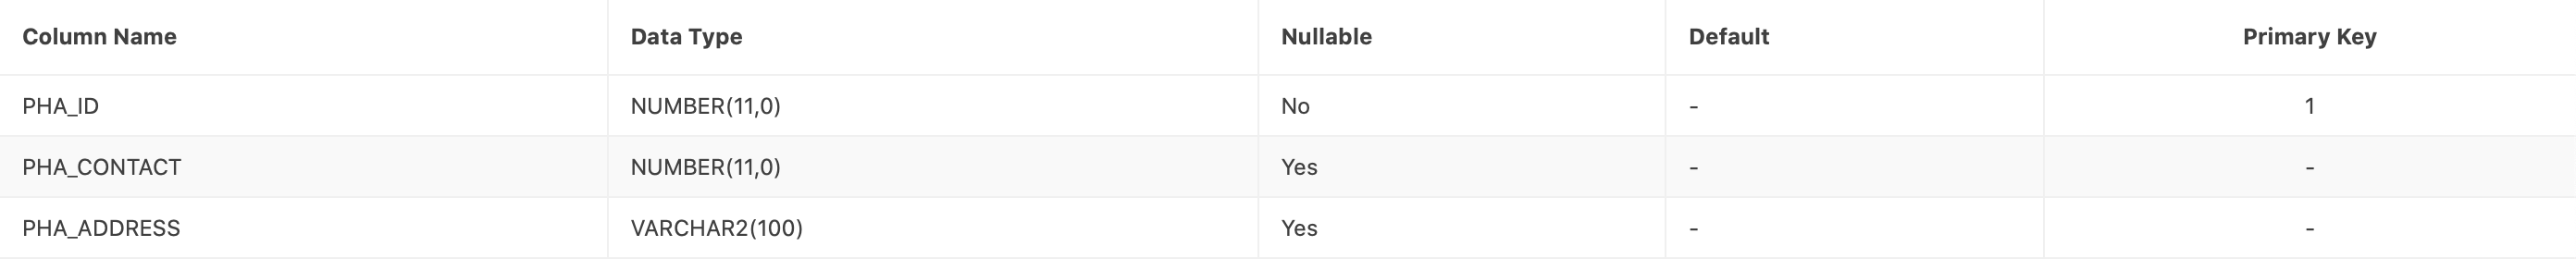 Column Name Data Type Nullable Default Primary Key
PHA_ID NUMBER(11,0) No - 1
PHA_CONTACT NUMBER(11,0) Yes - -
PHA_ADDRESS VARCHAR2(100) Yes - -